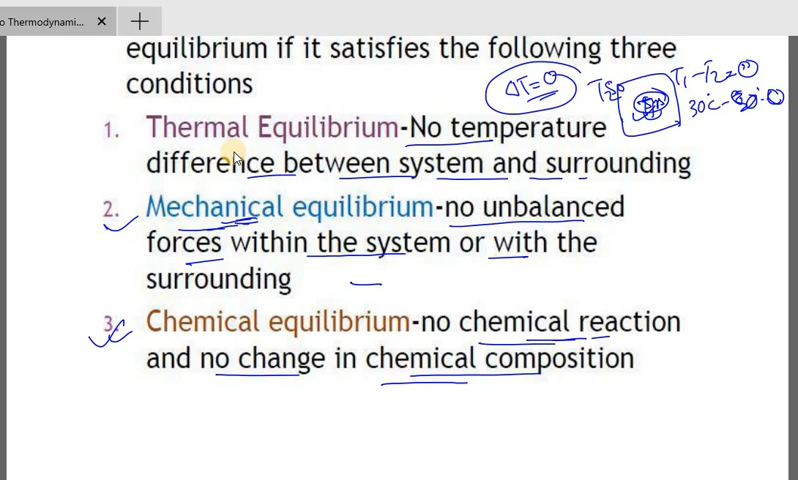 o Thermodynami...
equilibrium if it satisfies the following three
conditions
ΔT=0
T1-T2=0
30°C-30°=0
1. Thermal Equilibrium-No temperature
difference between system and surrounding
2. Mechanical equilibrium-no unbalanced
forces within the system or with the
surrounding
3. Chemical equilibrium-no chemical reaction
and no change in chemical composition